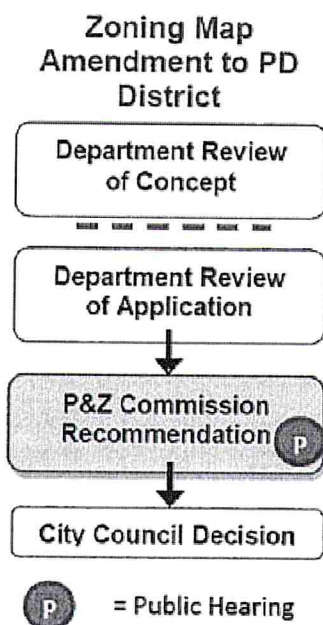 Zoning Map
Amendment to PD
District
Department Review
of Concept
Department Review
of Application
P&Z Commission
Recommendation
P
City Council Decision
P = Public Hearing